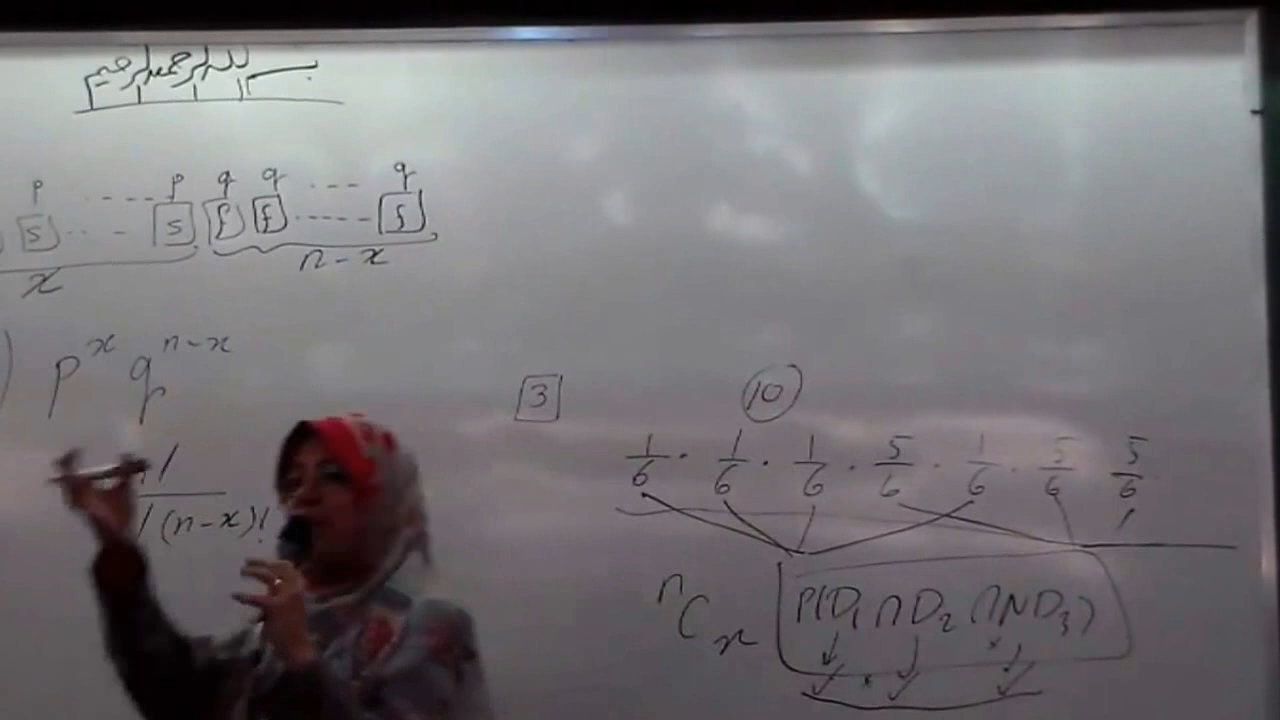 بسم الله الرحمن الرحيم
p ---- p q q --- q
s .. - s f f ----- f
x n-x
) p^x q^{n-x}
3 10
1/6 · 1/6 · 1/6 · 5/6 · 1/6 · 5/6 5/6
! / !(n-x)!
nCx P(D1 ∩ D2 ∩ ND3)